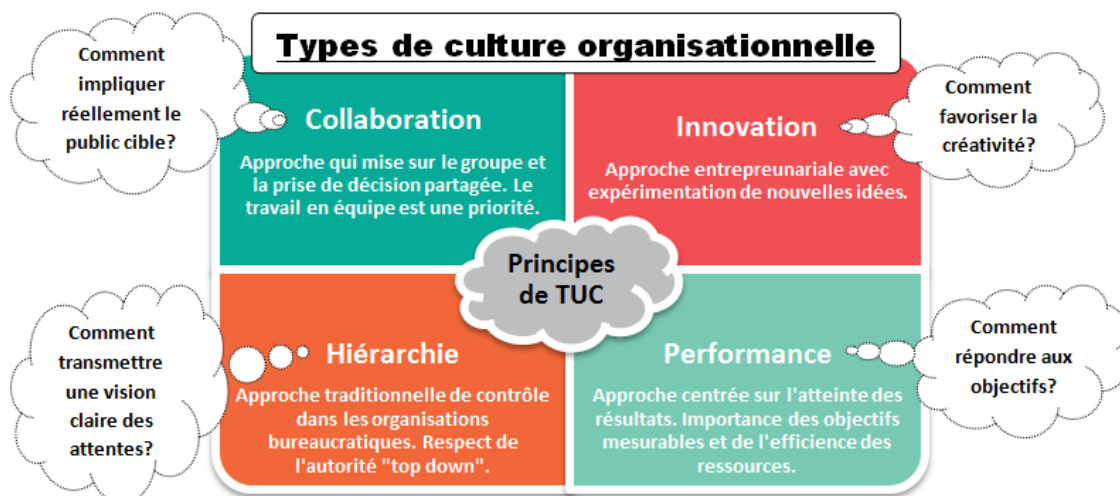 Types de culture organisationnelle
Comment
impliquer
réellement le
public cible?
Collaboration
Approche qui mise sur le groupe et
la prise de décision partagée. Le
travail en équipe est une priorité.
Innovation
Approche entrepreunariale avec
expérimentation de nouvelles idées.
Comment
favoriser la
créativité?
Principes
de TUC
Comment
transmettre
une vision
claire des
attentes?
Hiérarchie
Approche traditionnelle de contrôle
dans les organisations
bureaucratiques. Respect de
l'autorité "top down".
Performance
Approche centrée sur l'atteinte des
résultats. Importance des objectifs
mesurables et de l'efficience des
ressources.
Comment
répondre aux
objectifs?